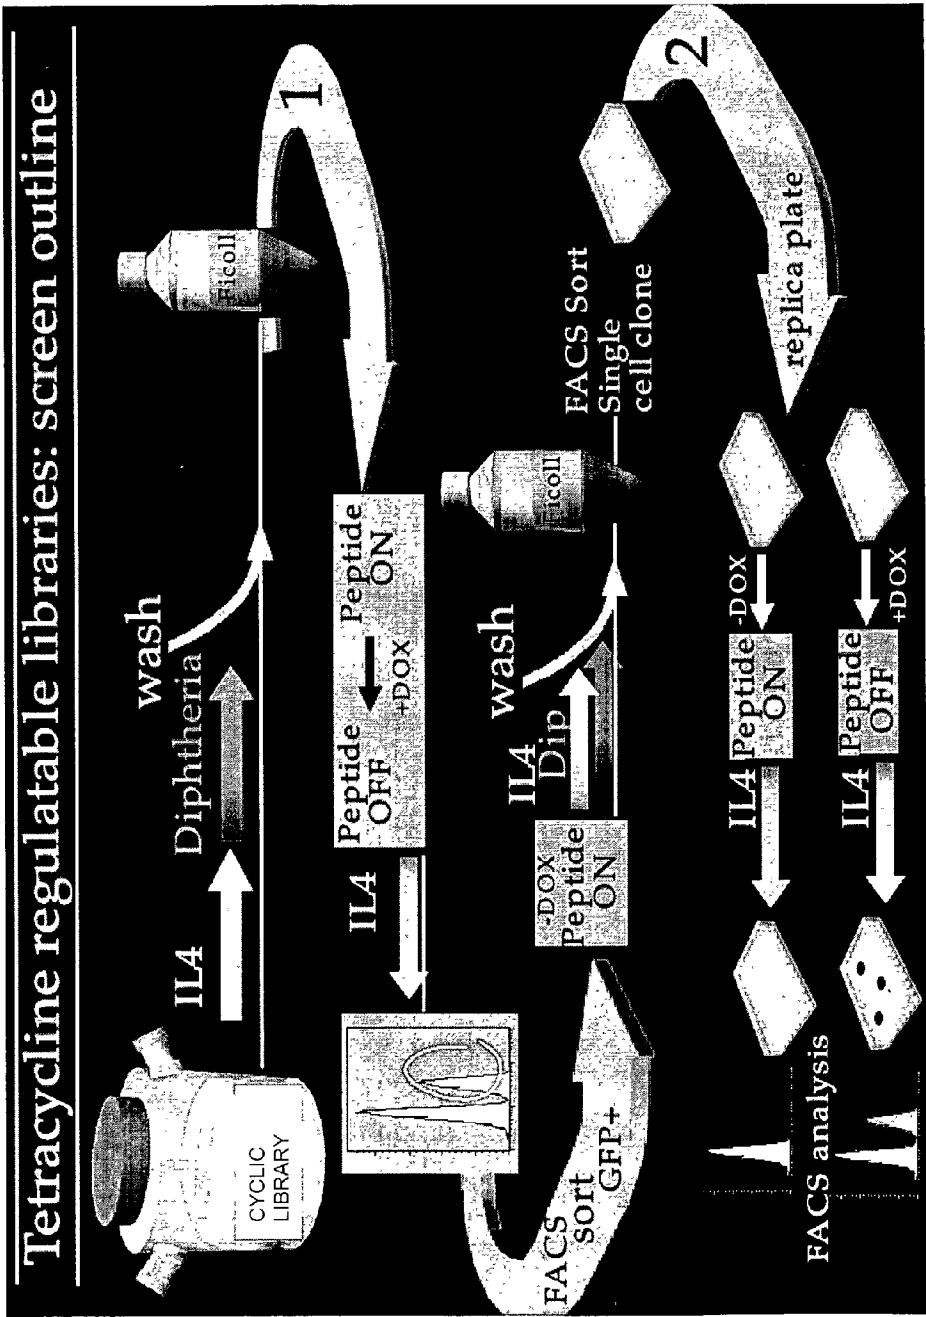 Tetracycline regulatable libraries: screen outline
CYCLIC
LIBRARY
IL4
Diphtheria
wash
Ficoll
1
Peptide
ON
+DOX
Peptide
OFF
IL4
FACS
sort
GFP+
-DOX
Peptide
ON
IL4
Dip
wash
Ficoll
FACS Sort
Single
cell clone
2
replica plate
-DOX
Peptide
ON
IL4
+DOX
Peptide
OFF
IL4
FACS analysis